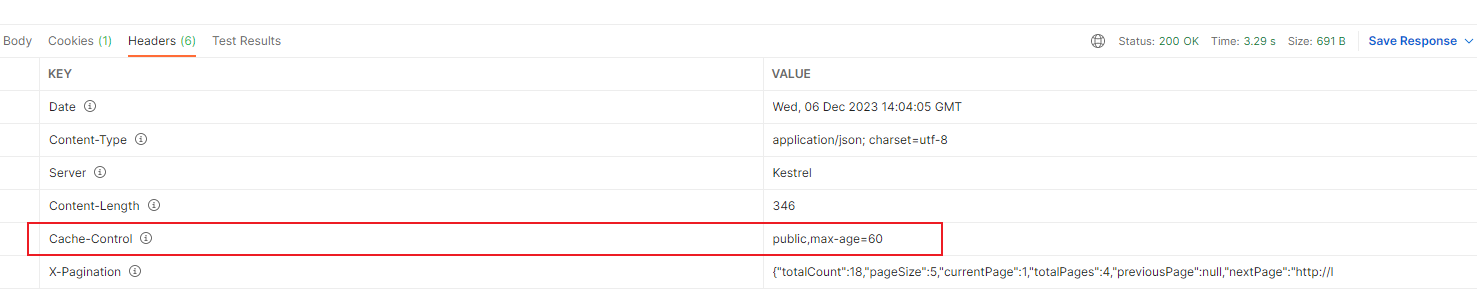 Body Cookies (1) Headers (6) Test Results Status: 200 OK Time: 3.29 s Size: 691 B Save Response
KEY VALUE
Date Wed, 06 Dec 2023 14:04:05 GMT
Content-Type application/json; charset=utf-8
Server Kestrel
Content-Length 346
Cache-Control public,max-age=60
X-Pagination {"totalCount":18,"pageSize":5,"currentPage":1,"totalPages":4,"previousPage":null,"nextPage":"http://l